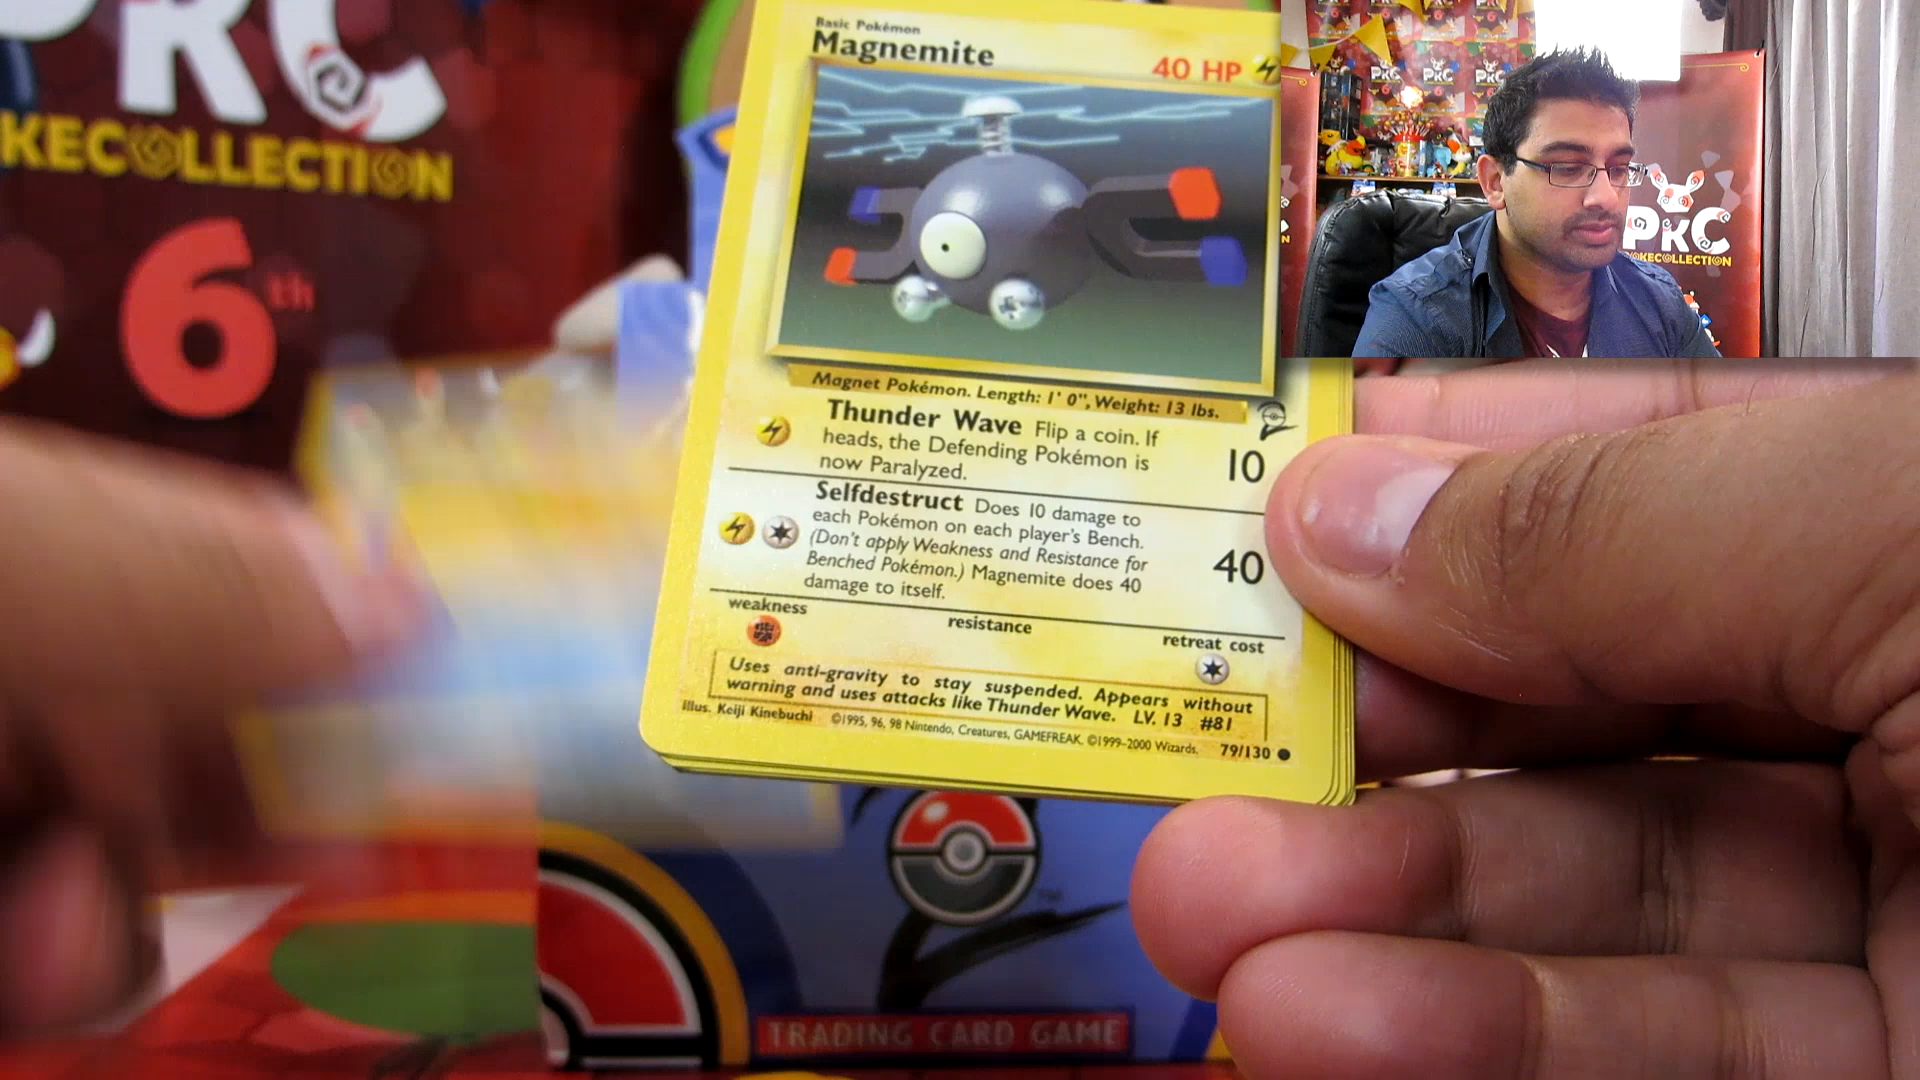 PKC
KECOLLECTION
6th
Basic Pokémon
Magnemite
40 HP
Magnet Pokémon. Length: 1' 0", Weight: 13 lbs.
Thunder Wave Flip a coin. If
heads, the Defending Pokémon is
now Paralyzed.
10
Selfdestruct Does 10 damage to
each Pokémon on each player's Bench.
(Don't apply Weakness and Resistance for
Benched Pokémon.) Magnemite does 40
damage to itself.
40
weakness
resistance
retreat cost
Uses anti-gravity to stay suspended. Appears without
warning and uses attacks like Thunder Wave. LV. 13 #81
Illus. Keiji Kinebuchi ©1995, 96, 98 Nintendo, Creatures, GAMEFREAK. ©1999-2000 Wizards. 79/130
TRADING CARD GAME
PKC
PKC
PKC
6
6
PKC
OKECOLLECTION